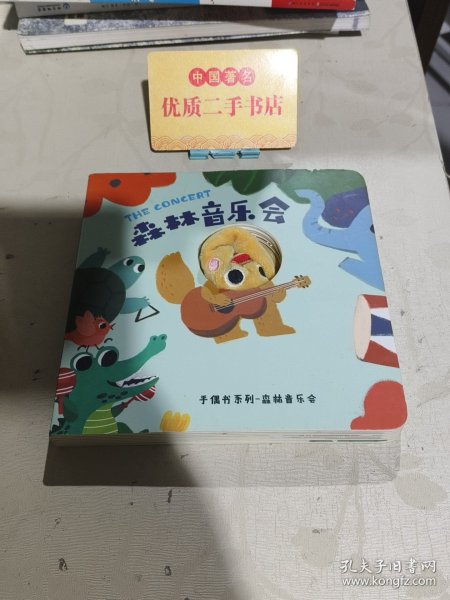 中国著名
优质二手书店
THE CONCERT
森林音乐会
手偶书系列-森林音乐会
孔夫子旧书网
www.kongfz.com